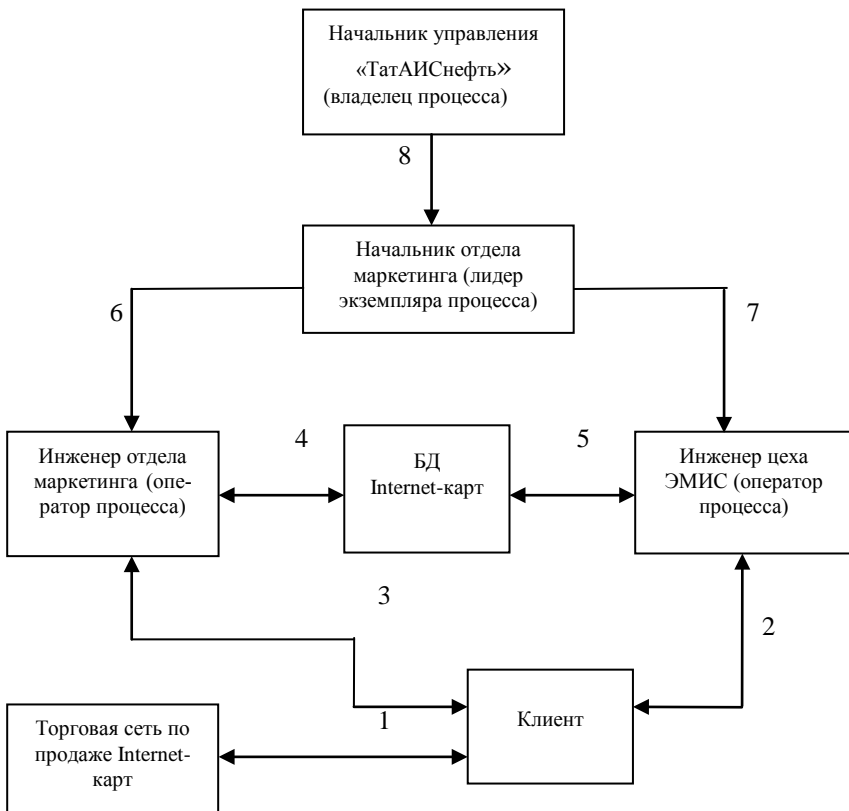 Начальник управления
«ТатАИСнефть»
(владелец процесса)
8
Начальник отдела
маркетинга (лидер
экземпляра процесса)
6
7
Инженер отдела
маркетинга (опе-
ратор процесса)
4
БД
Internet-карт
5
Инженер цеха
ЭМИС (оператор
процесса)
3
2
Торговая сеть по
продаже Internet-
карт
1
Клиент